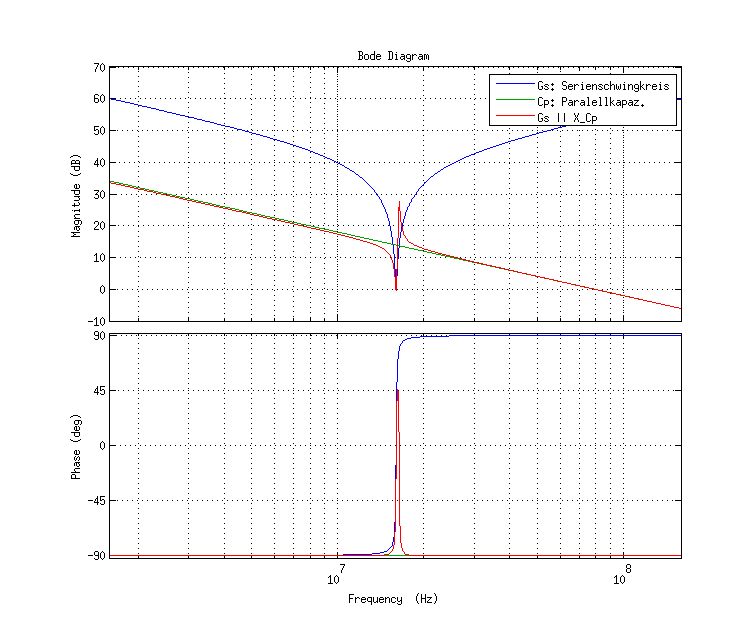 Bode Diagram
Gs: Serienschwingkreis
Cp: Paralellkapaz.
Gs || X_Cp
Magnitude (dB)
70
60
50
40
30
20
10
0
-10
Phase (deg)
90
45
0
-45
-90
10^7
10^8
Frequency (Hz)